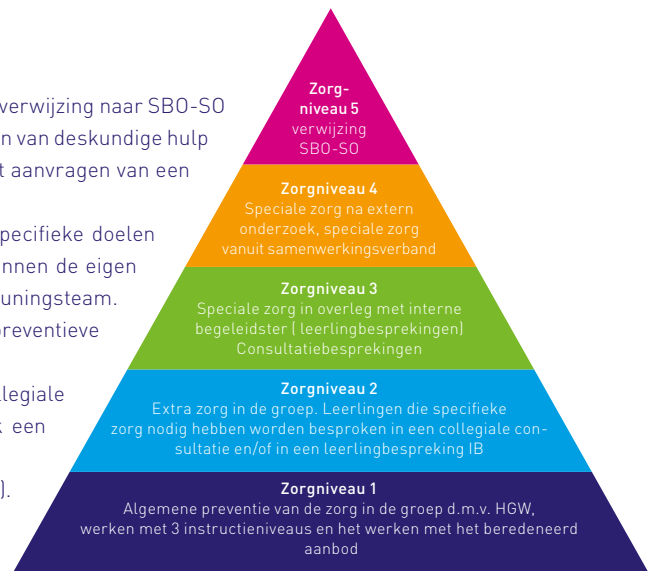 verwijzing naar SBO-SO
n van deskundige hulp
t aanvragen van een
pecifieke doelen
nnen de eigen
uningsteam.
preventieve
llegiale
k een
).
Zorg-
niveau 5
verwijzing
SBO-SO
Zorgniveau 4
Speciale zorg na extern
onderzoek, speciale zorg
vanuit samenwerkingsverband
Zorgniveau 3
Speciale zorg in overleg met interne
begeleidster ( leerlingbesprekingen)
Consultatiebesprekingen
Zorgniveau 2
Extra zorg in de groep. Leerlingen die specifieke
zorg nodig hebben worden besproken in een collegiale con-
sultatie en/of in een leerlingbespreking IB
Zorgniveau 1
Algemene preventie van de zorg in de groep d.m.v. HGW,
werken met 3 instructieniveaus en het werken met het beredeneerd
aanbod